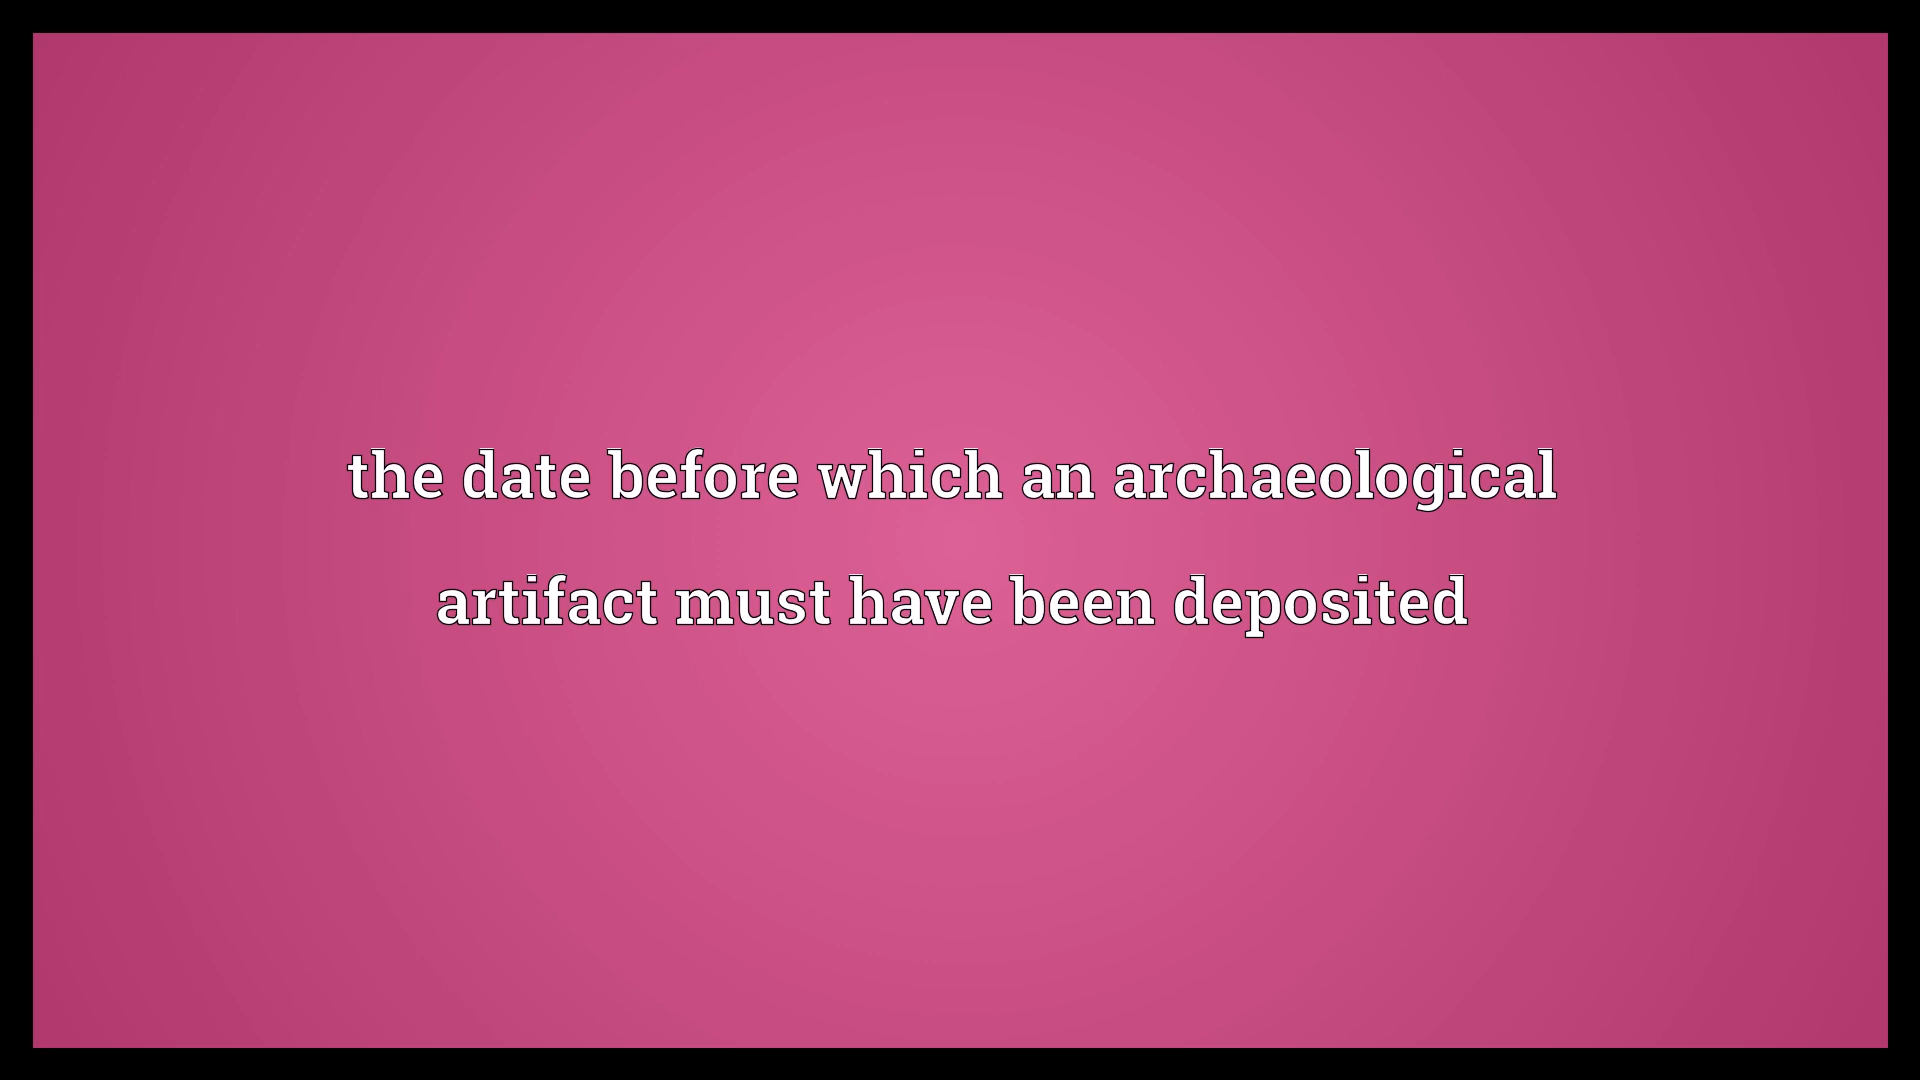 the date before which an archaeological
artifact must have been deposited